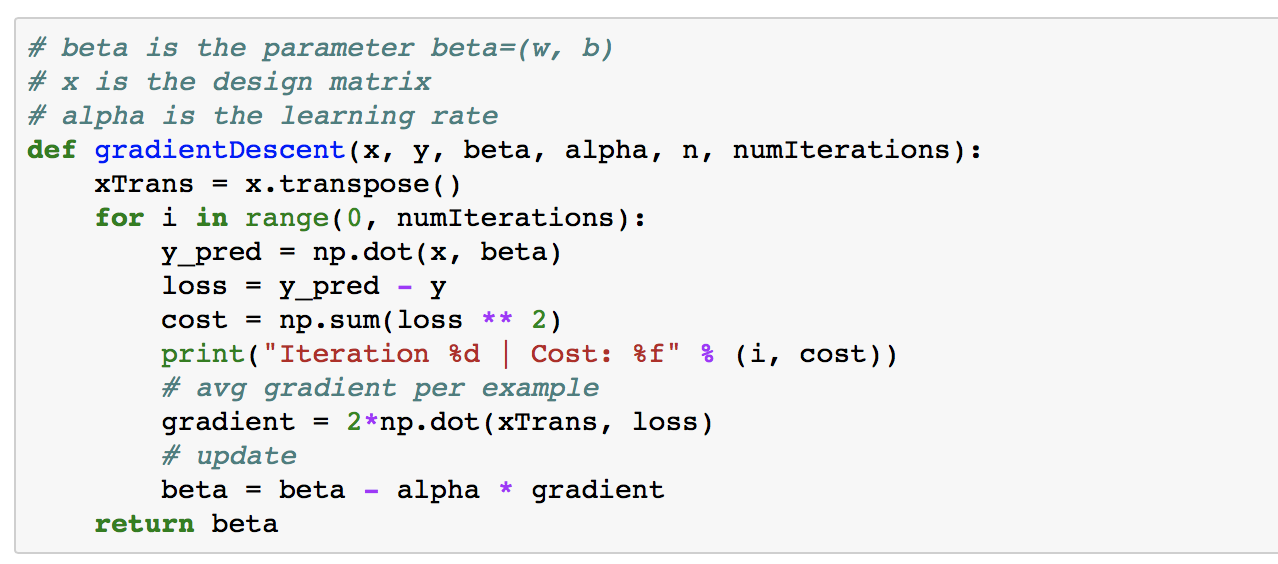 # beta is the parameter beta=(w, b)
# x is the design matrix
# alpha is the learning rate
def gradientDescent(x, y, beta, alpha, n, numIterations):
    xTrans = x.transpose()
    for i in range(0, numIterations):
        y_pred = np.dot(x, beta)
        loss = y_pred - y
        cost = np.sum(loss ** 2)
        print("Iteration %d | Cost: %f" % (i, cost))
        # avg gradient per example
        gradient = 2*np.dot(xTrans, loss)
        # update
        beta = beta - alpha * gradient
    return beta